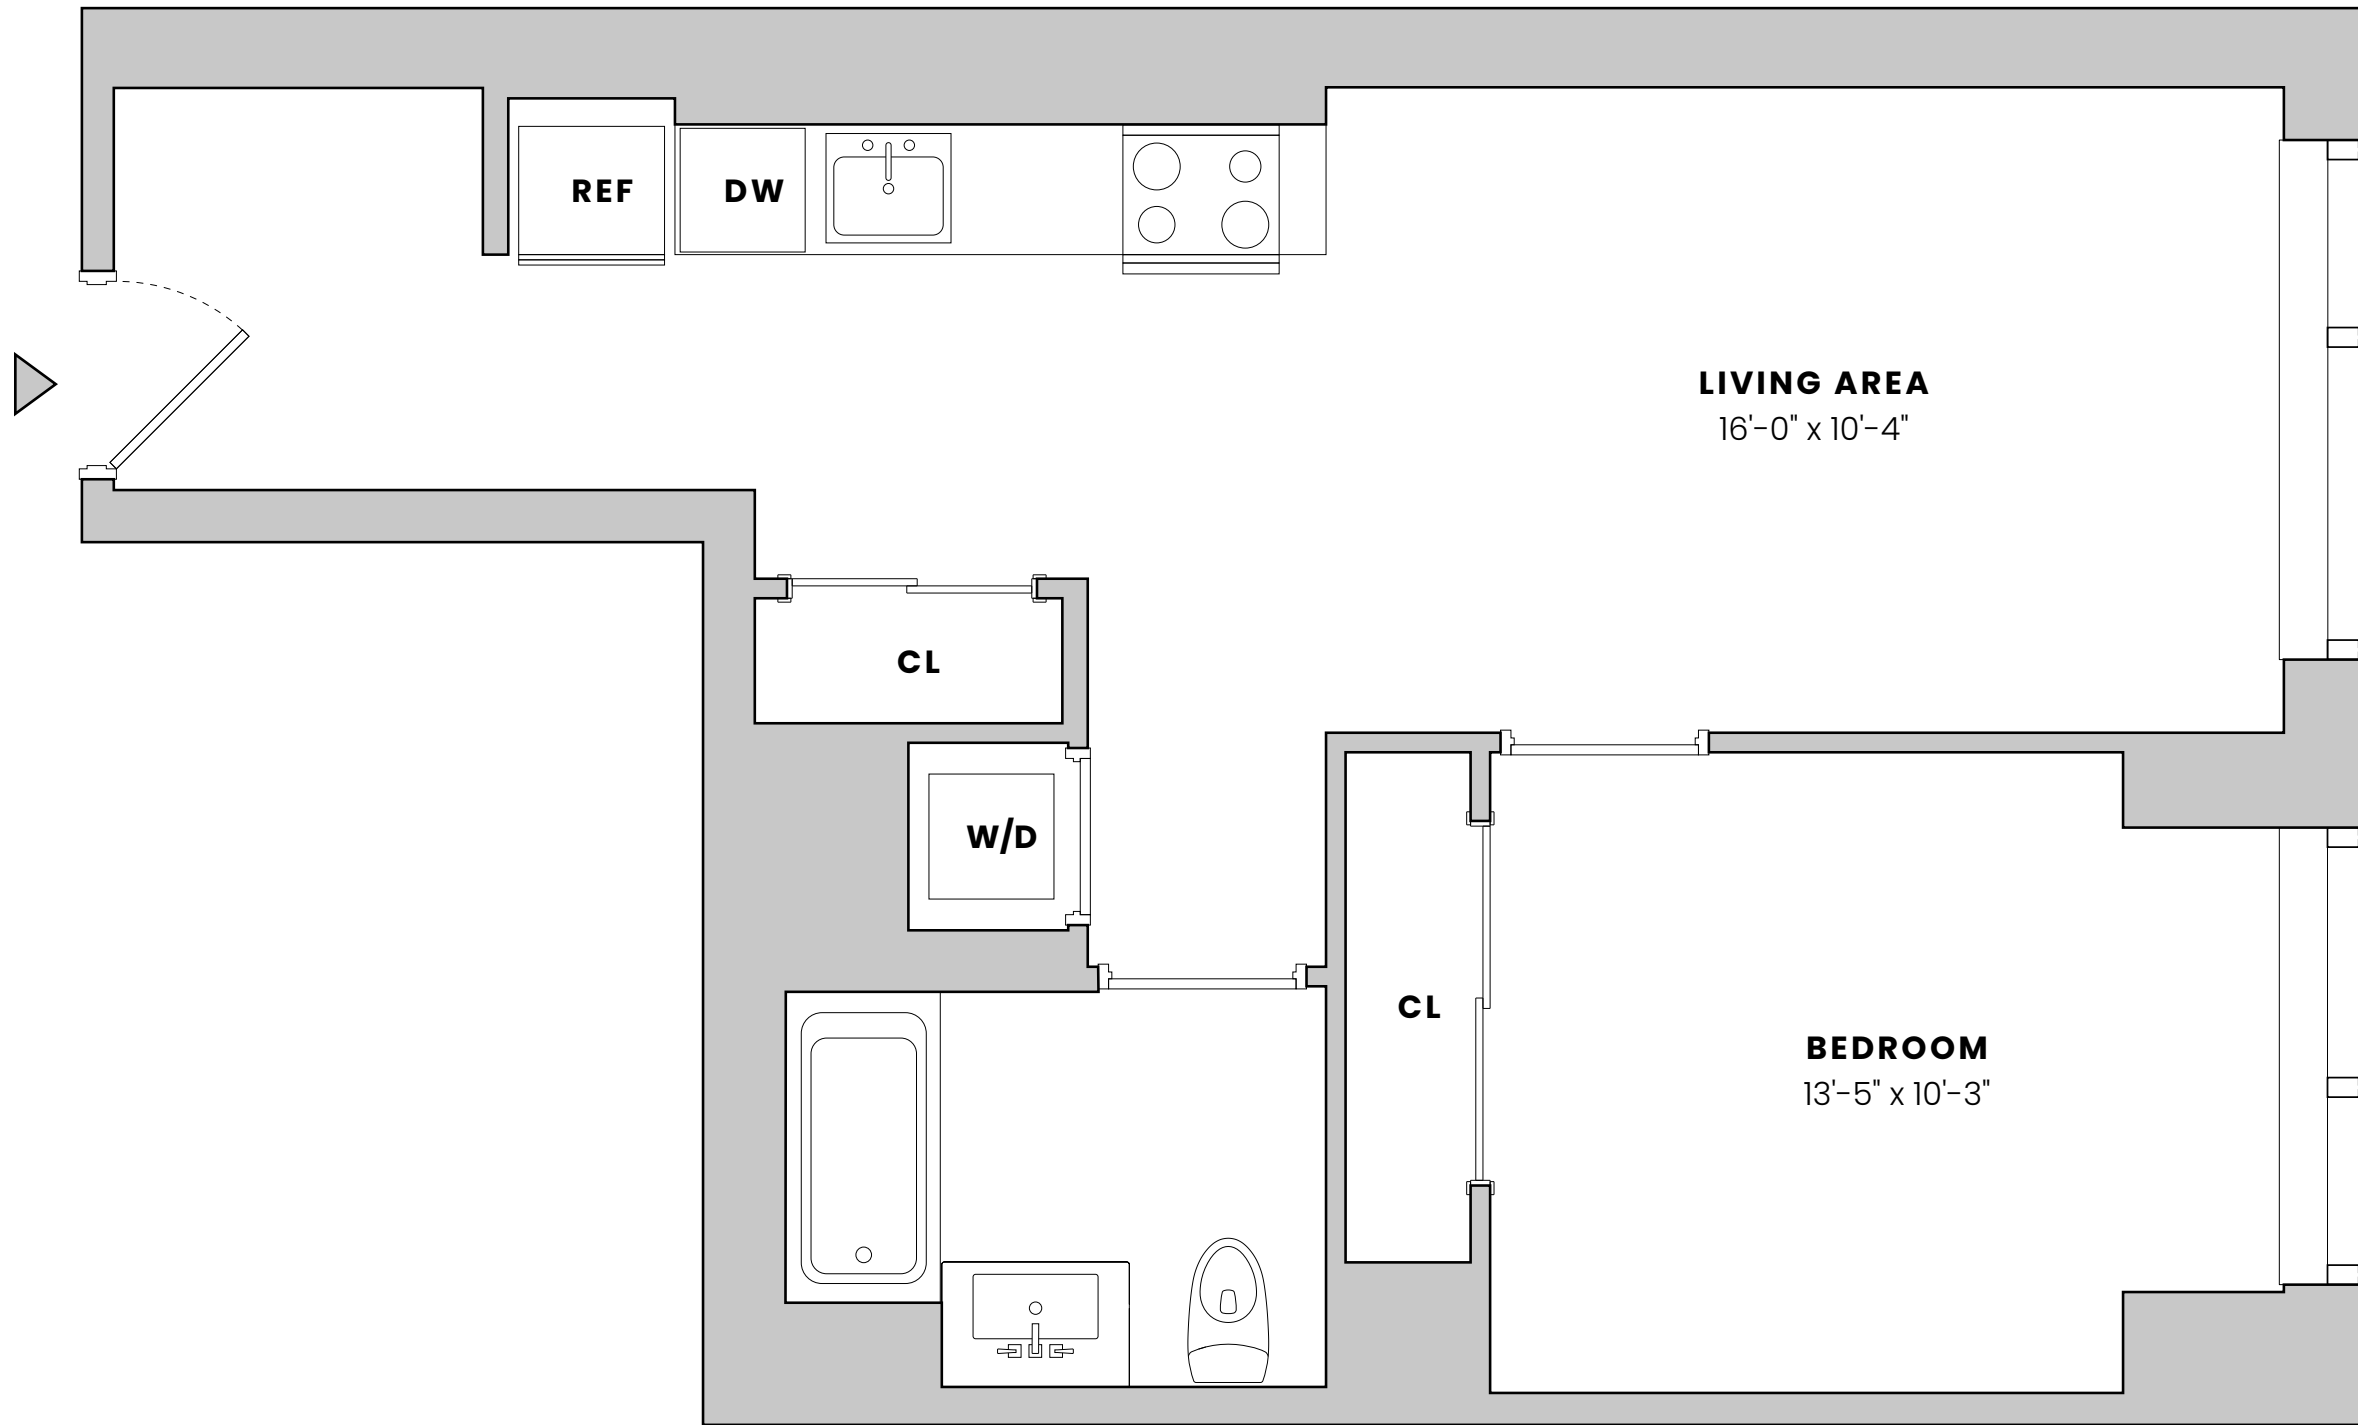 REF
DW
LIVING AREA
16'-0" x 10'-4"
CL
W/D
CL
BEDROOM
13'-5" x 10'-3"